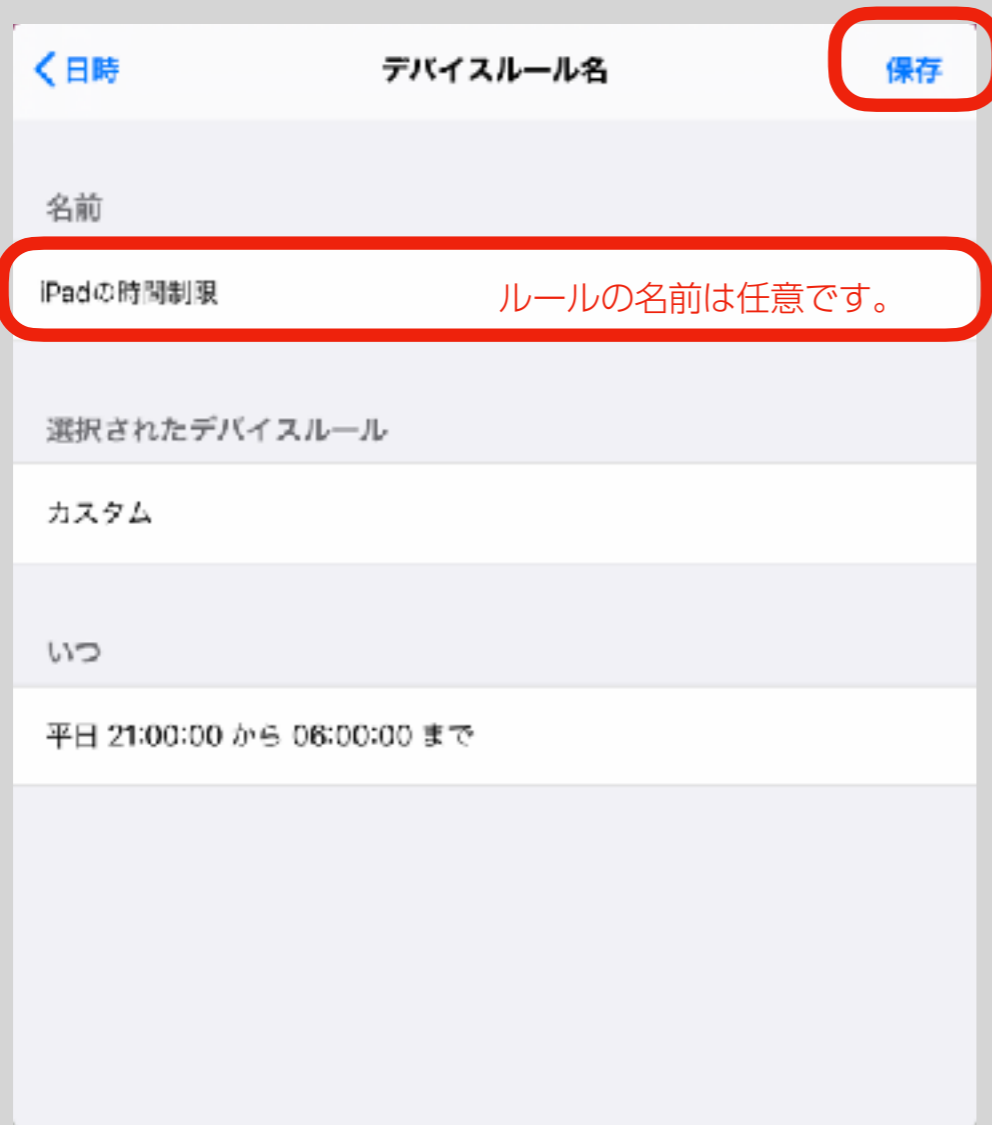 日時
デバイスルール名
保存
名前
iPadの時間制限
ルールの名前は任意です。
選択されたデバイスルール
カスタム
いつ
平日 21:00:00 から 06:00:00 まで